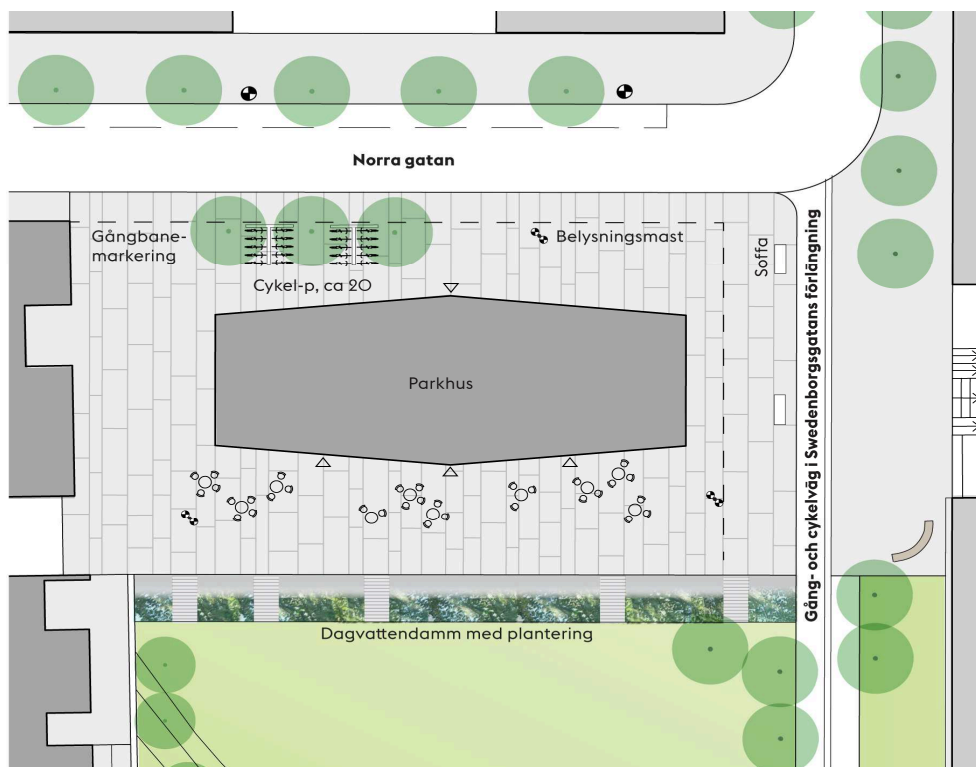 Norra gatan
Gångbane-
markering
Belysningsmast
Soffa
Cykel-p, ca 20
Parkhus
Gång- och cykelväg i Swedenborgsgatans förlängning
Dagvattendamm med plantering